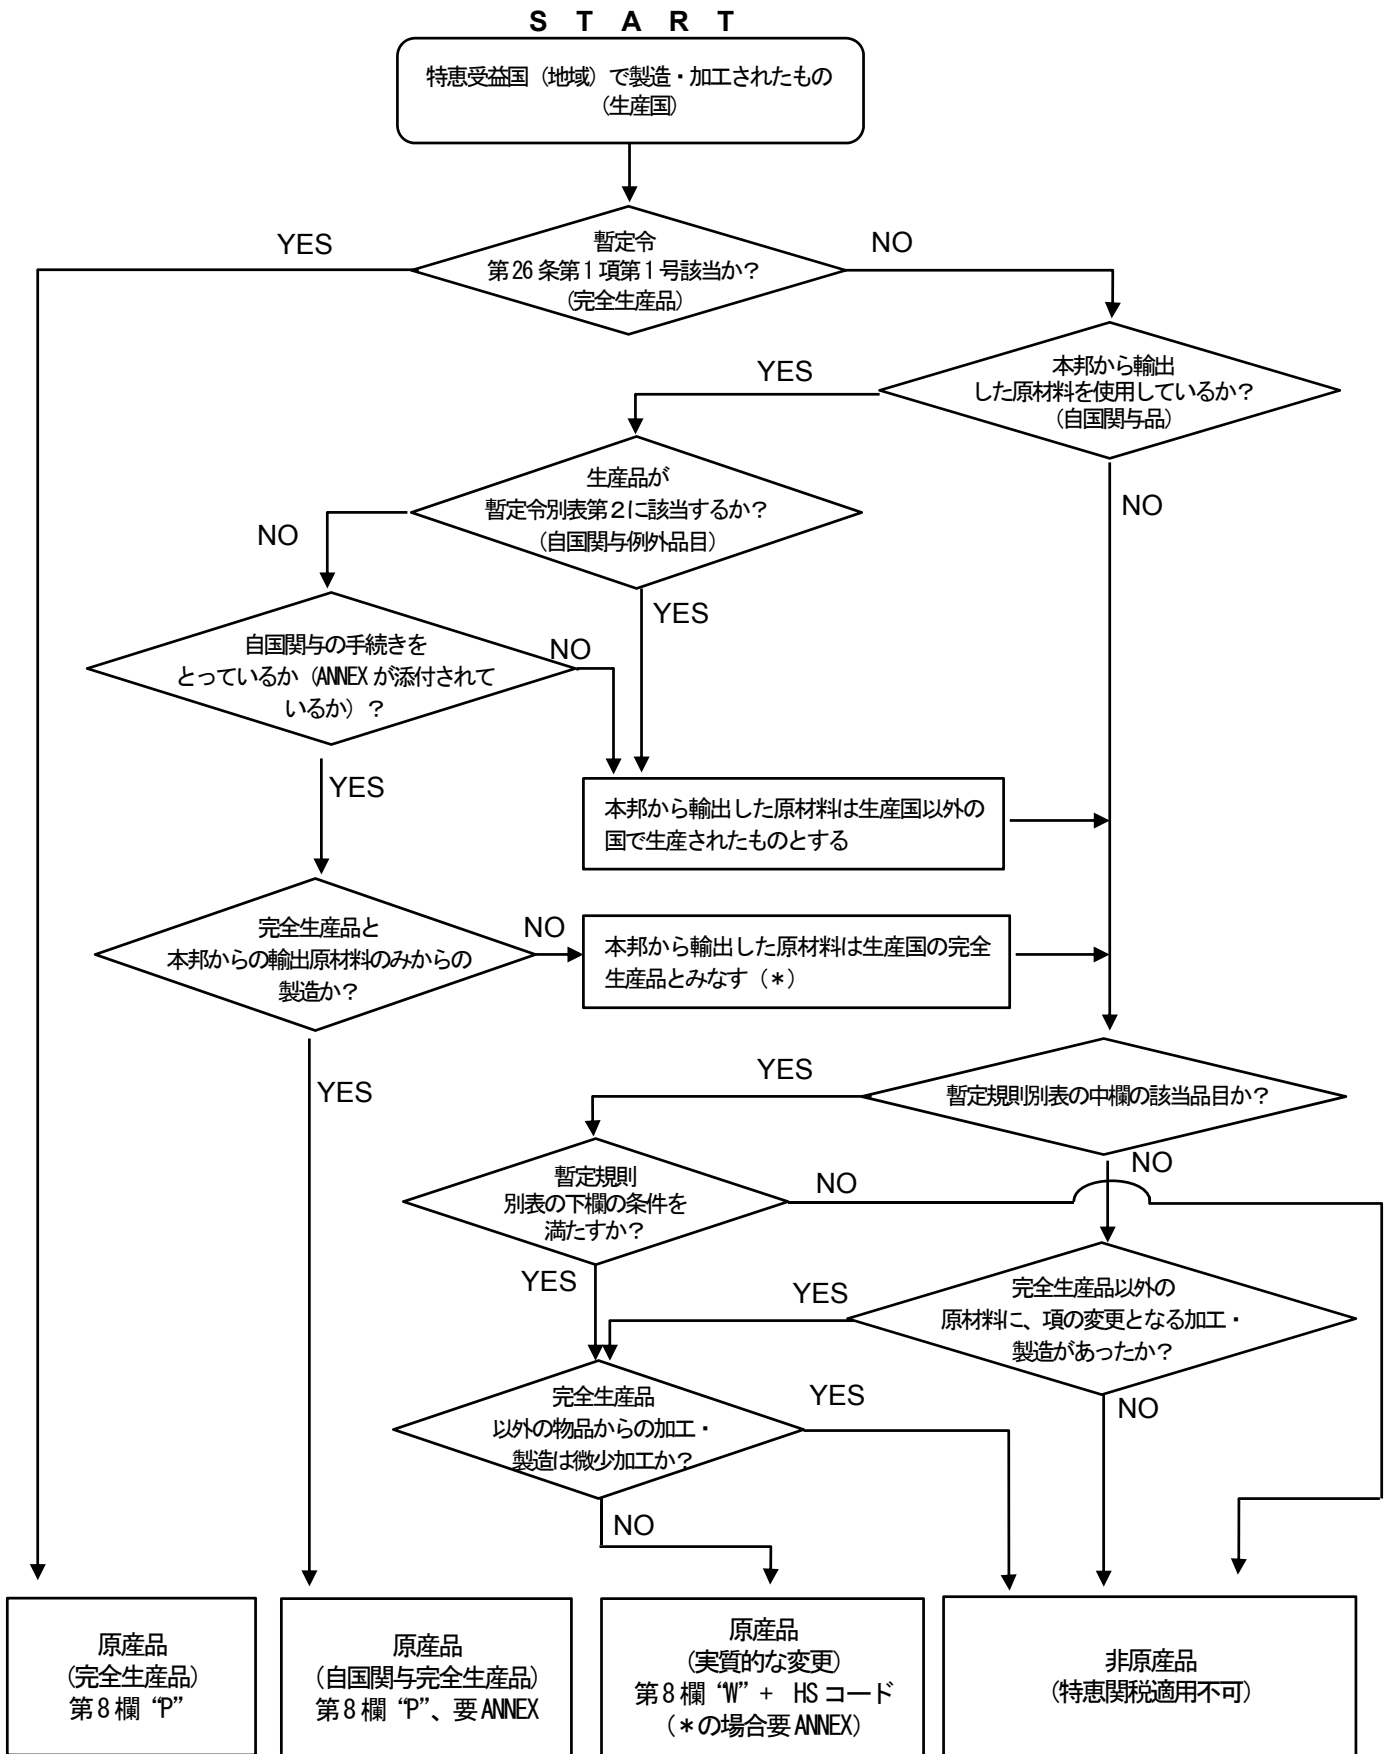 S T A R T
特恵受益国（地域）で製造・加工されたもの
（生産国）
YES
NO
暫定令
第26条第1項第1号該当か？
（完全生産品）
YES
本邦から輸出
した原材料を使用しているか？
（自国関与品）
生産品が
暫定令別表第２に該当するか？
（自国関与例外品目）
NO
NO
YES
自国関与の手続きを
とっているか（ANNEXが添付されて
いるか）？
NO
YES
本邦から輸出した原材料は生産国以外の
国で生産されたものとする
完全生産品と
本邦からの輸出原材料のみからの
製造か？
NO
本邦から輸出した原材料は生産国の完全
生産品とみなす（＊）
YES
YES
暫定規則別表の中欄の該当品目か？
NO
暫定規則
別表の下欄の条件を
満たすか？
NO
YES
YES
完全生産品以外の
原材料に、項の変更となる加工・
製造があったか？
完全生産品
以外の物品からの加工・
製造は微少加工か？
YES
NO
NO
原産品
（完全生産品）
第8欄“P”
原産品
（自国関与完全生産品）
第8欄“P”、要ANNEX
原産品
（実質的な変更）
第8欄“W”+ HSコード
（＊の場合要ANNEX）
非原産品
（特恵関税適用不可）